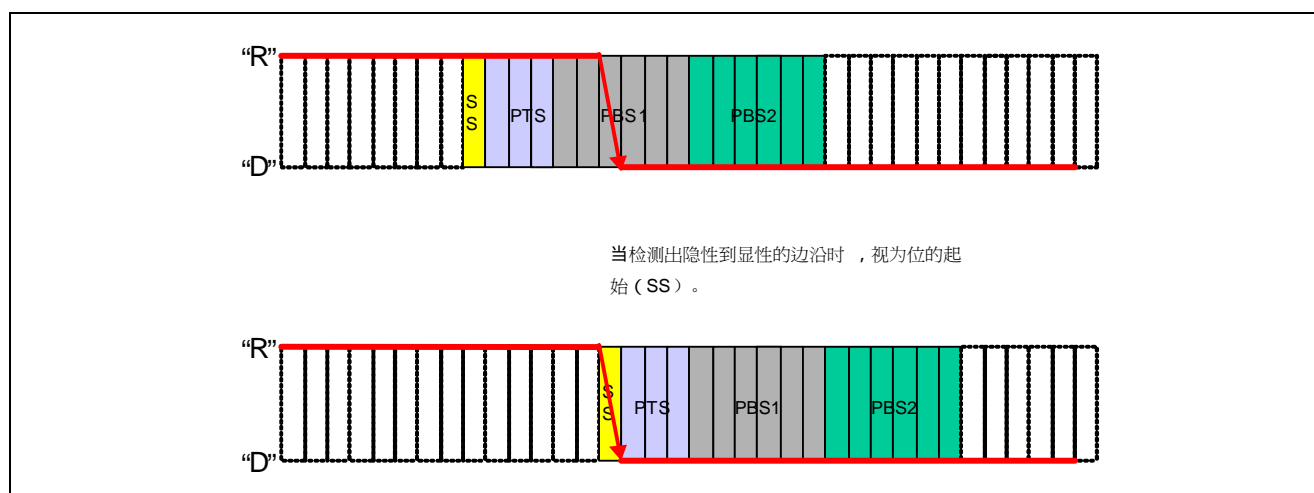 “R”
S
S
PTS
PBS1
PBS2
“D”
当检测出隐性到显性的边沿时 ，视为位的起
始（SS）。
“R”
S
S
PTS
PBS1
PBS2
“D”